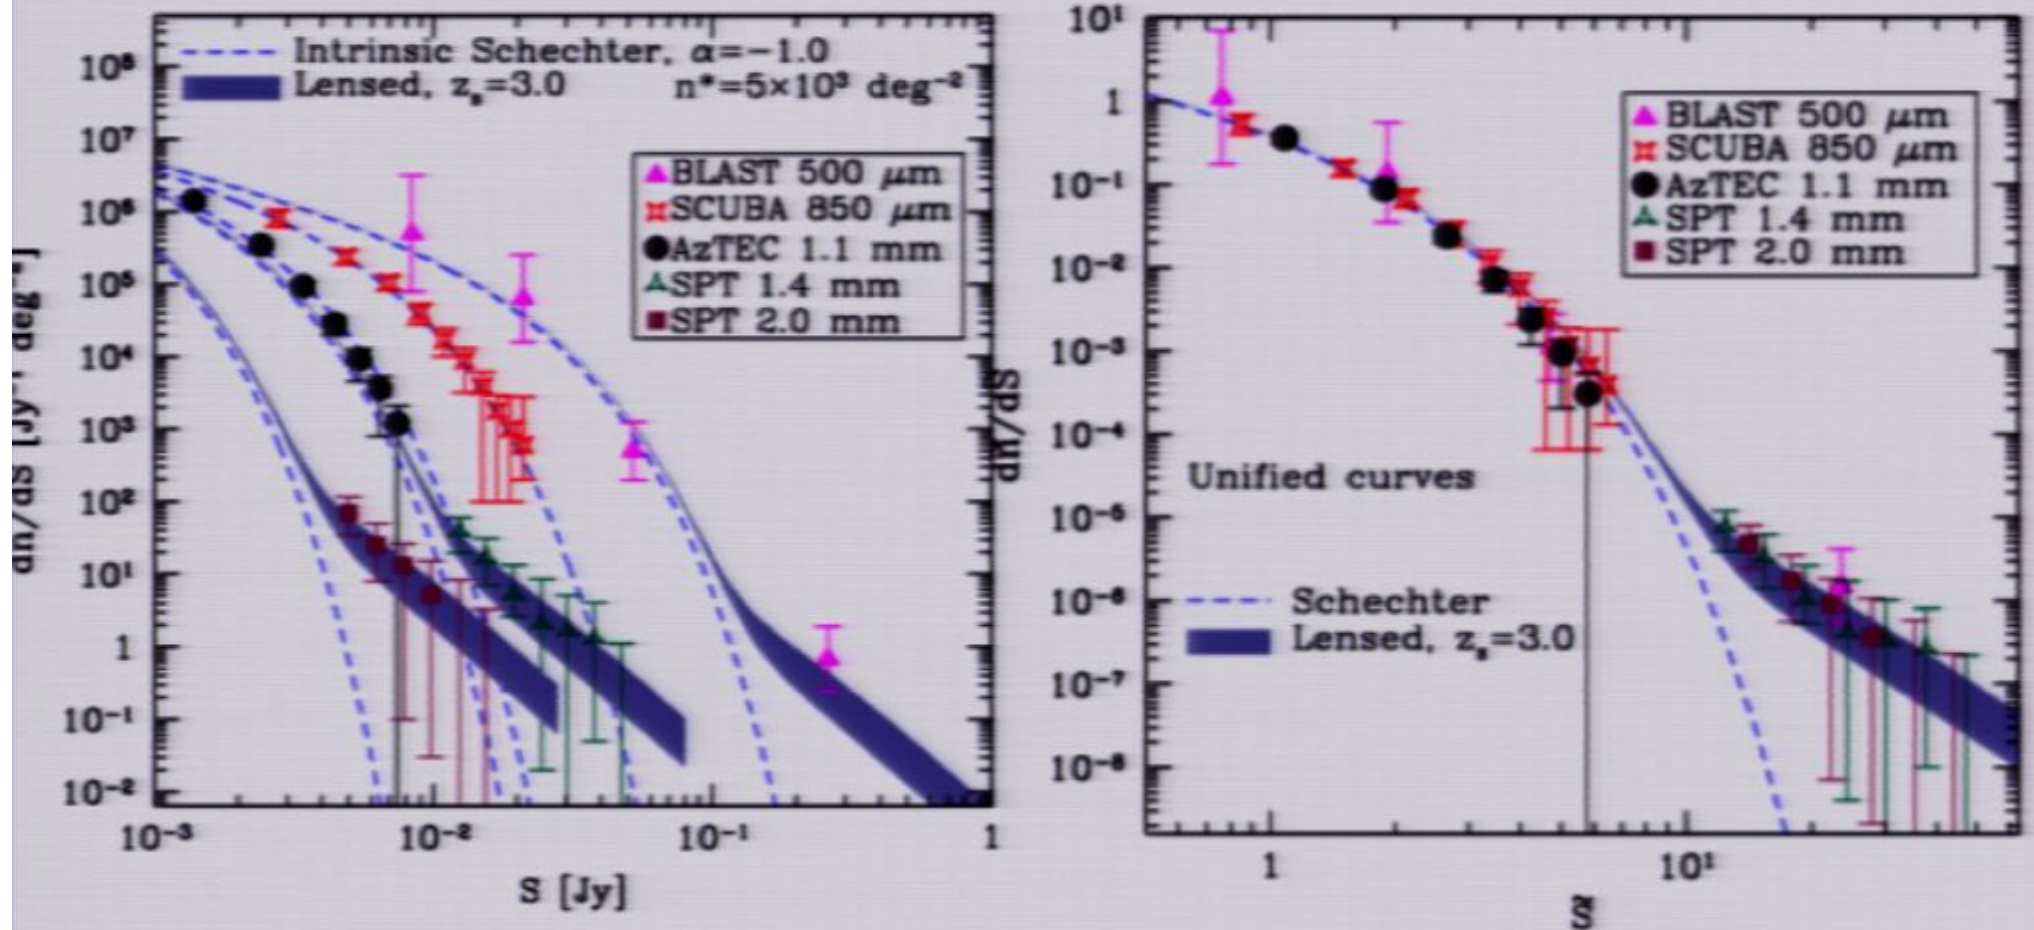 Intrinsic Schechter, α=−1.0
Lensed, zₛ=3.0 n*=5×10³ deg⁻²
BLAST 500 μm
SCUBA 850 μm
AzTEC 1.1 mm
SPT 1.4 mm
SPT 2.0 mm
10⁸
10⁷
10⁶
10⁵
10⁴
10³
10²
10¹
1
10⁻¹
10⁻²
10⁻³ 10⁻² 10⁻¹ 1
S [Jy]
dn/dS [Jy⁻¹ deg⁻²]
10¹
1
10⁻¹
10⁻²
10⁻³
10⁻⁴
10⁻⁵
10⁻⁶
10⁻⁷
10⁻⁸
dn/dS
BLAST 500 μm
SCUBA 850 μm
AzTEC 1.1 mm
SPT 1.4 mm
SPT 2.0 mm
Unified curves
Schechter
Lensed, zₛ=3.0
1 10¹
S̃